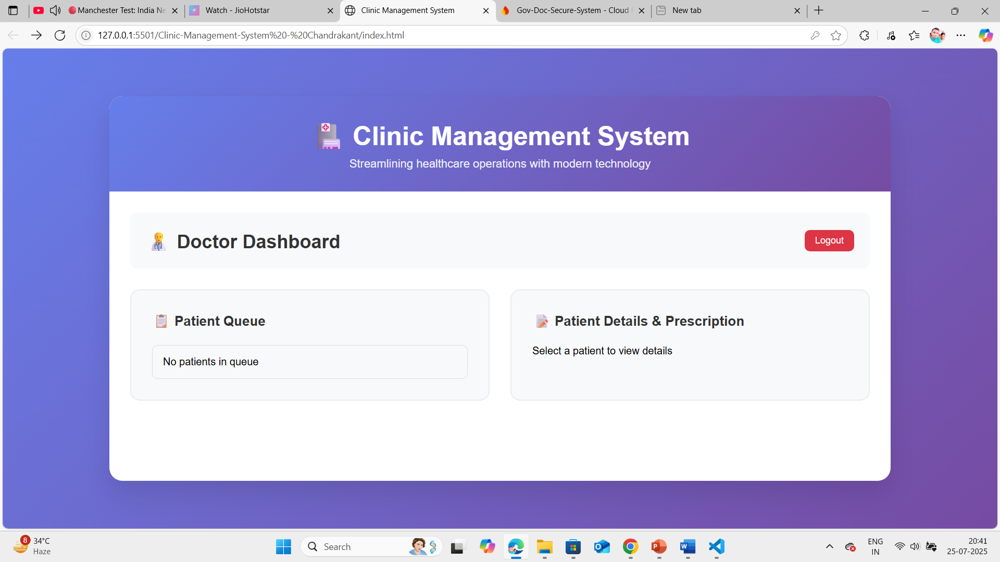 Manchester Test: India Ne
Watch - JioHotstar
Clinic Management System
Gov-Doc-Secure-System - Cloud
New tab
127.0.0.1:5501/Clinic-Management-System%20-%20Chandrakant/index.html
Clinic Management System
Streamlining healthcare operations with modern technology
Doctor Dashboard
Logout
Patient Queue
Patient Details & Prescription
No patients in queue
Select a patient to view details
8
34°C
Haze
Search
ENG
IN
20:41
25-07-2025